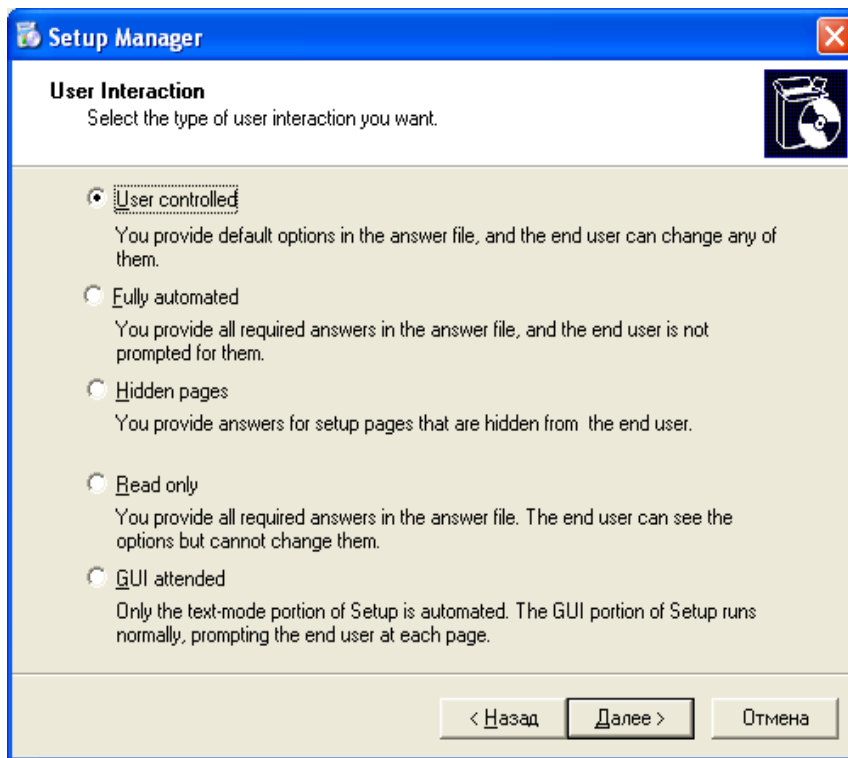 Setup Manager
User Interaction
Select the type of user interaction you want.
User controlled
You provide default options in the answer file, and the end user can change any of
them.
Fully automated
You provide all required answers in the answer file, and the end user is not
prompted for them.
Hidden pages
You provide answers for setup pages that are hidden from the end user.
Read only
You provide all required answers in the answer file. The end user can see the
options but cannot change them.
GUI attended
Only the text-mode portion of Setup is automated. The GUI portion of Setup runs
normally, prompting the end user at each page.
< Назад Далее > Отмена